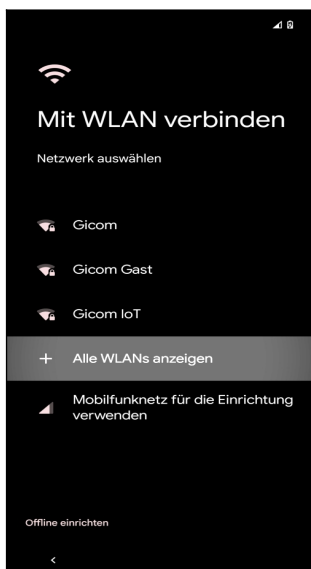 Mit WLAN verbinden
Netzwerk auswählen
Gicom
Gicom Gast
Gicom IoT
Alle WLANs anzeigen
Mobilfunknetz für die Einrichtung
verwenden
Offline einrichten